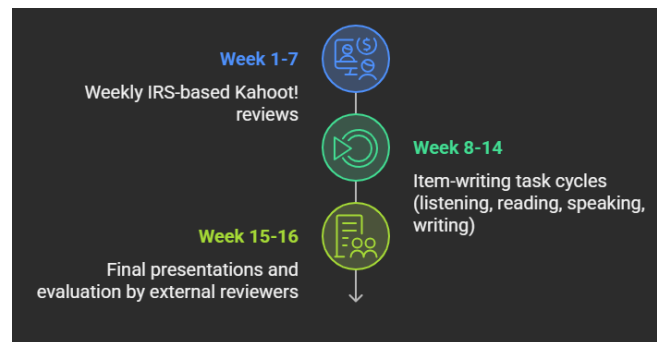 Week 1-7
Weekly IRS-based Kahoot!
reviews
Week 8-14
Item-writing task cycles
(listening, reading, speaking,
writing)
Week 15-16
Final presentations and
evaluation by external reviewers